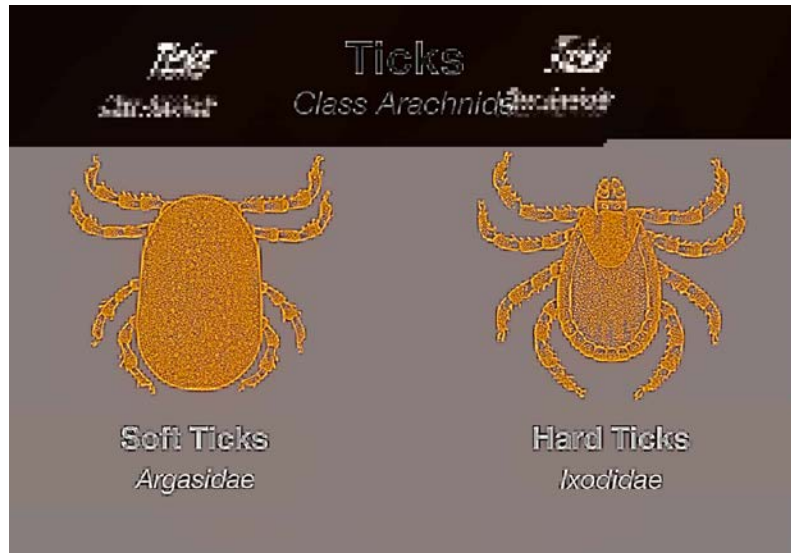 Ticks
Class Arachnida
Soft Ticks
Hard Ticks
Argasidae
Ixodidae